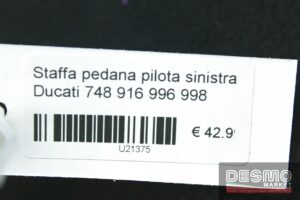 Staffa pedana pilota sinistra
Ducati 748 916 996 998
€ 42.9
U21375
DESMO
MARKET